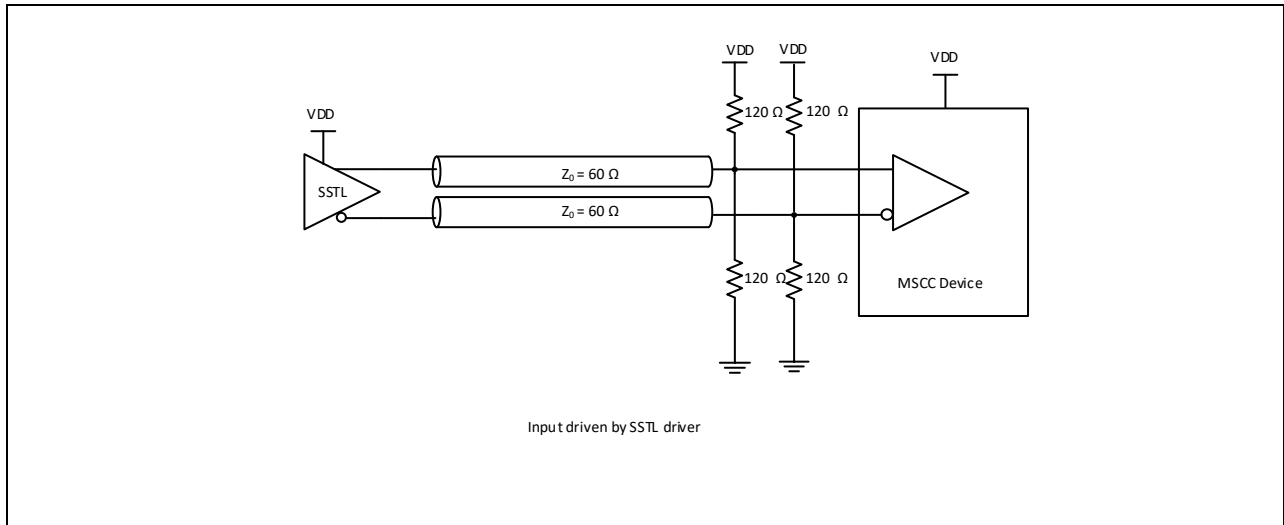 VDD VDD
VDD
120 Ω 120 Ω
VDD
SSTL
Z₀ = 60 Ω
Z₀ = 60 Ω
120 Ω 120 Ω
MSCC Device
Input driven by SSTL driver